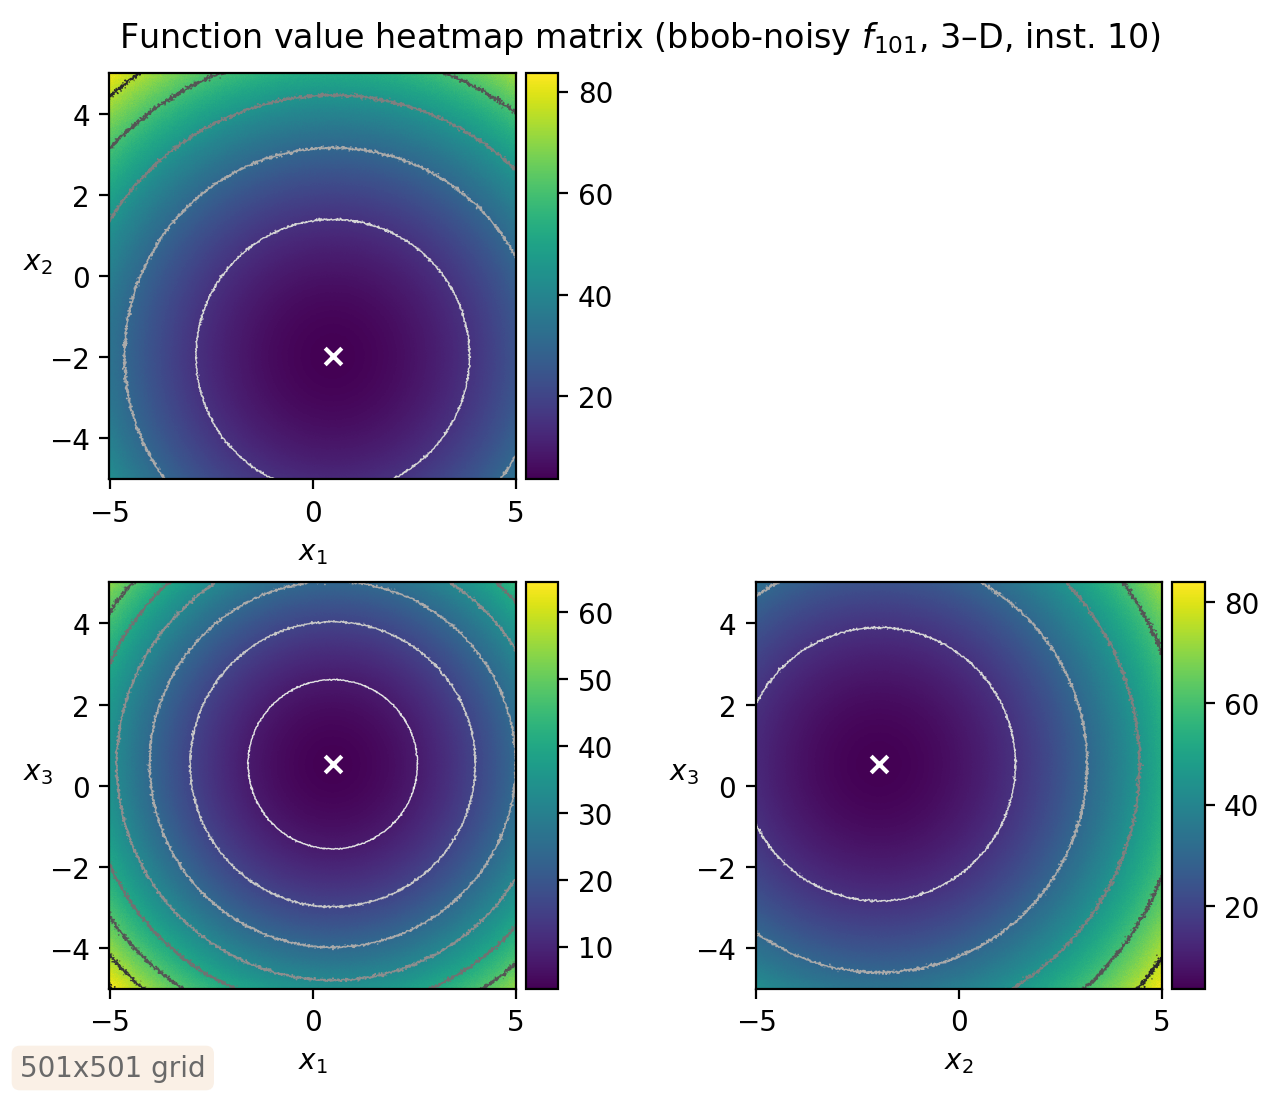 Function value heatmap matrix (bbob-noisy f₁₀₁, 3–D, inst. 10)
4
2
0
−2
−4
x₂
−5 0 5
x₁
80
60
40
20
4
2
0
−2
−4
x₃
−5 0 5
x₁
60
50
40
30
20
10
4
2
0
−2
−4
x₃
−5 0 5
x₂
80
60
40
20
501x501 grid